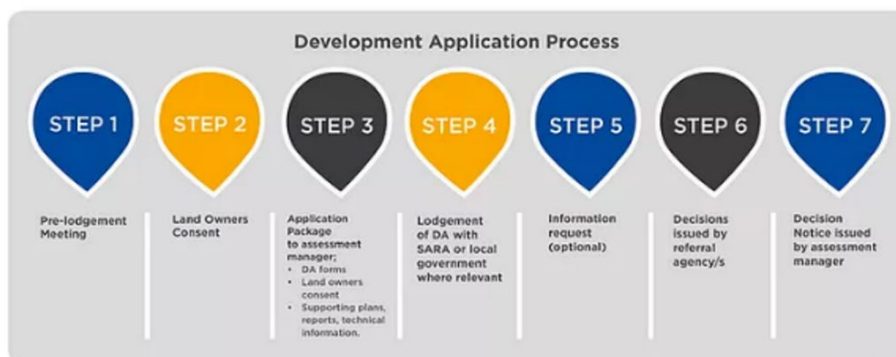 Development Application Process
STEP 1
STEP 2
STEP 3
STEP 4
STEP 5
STEP 6
STEP 7
Pre-lodgement
Meeting
Land Owners
Consent
Application
Package
to assessment
manager;
• DA forms
• Land owners
consent
• Supporting plans,
reports, technical
information.
Lodgement
of DA with
SARA or local
government
where relevant
Information
request
(optional)
Decisions
issued by
referral
agency/s
Decision
Notice issued
by assessment
manager